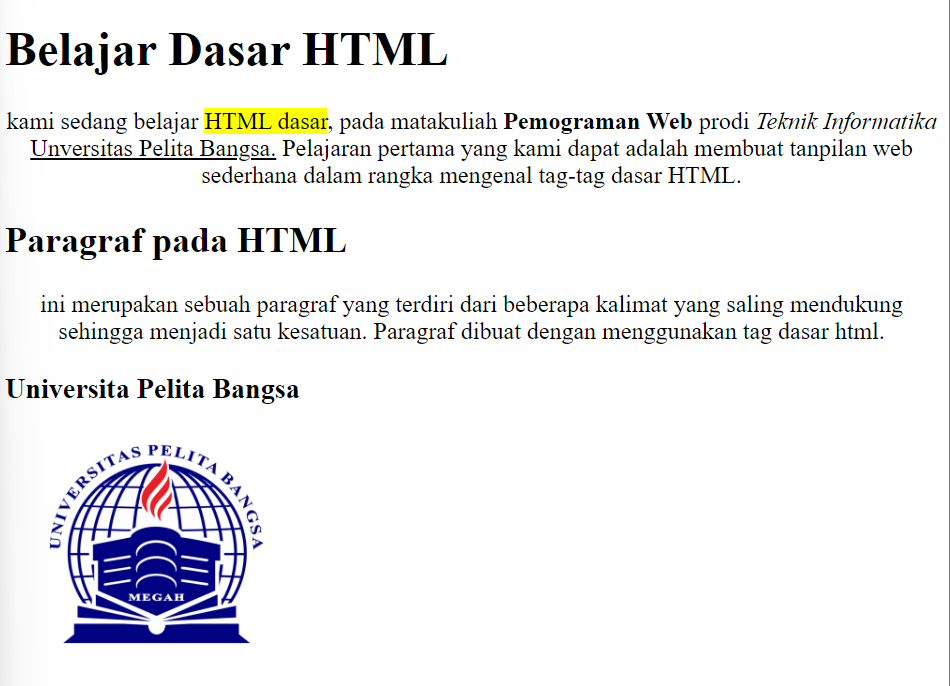 Belajar Dasar HTML
kami sedang belajar HTML dasar, pada matakuliah Pemograman Web prodi Teknik Informatika
Unversitas Pelita Bangsa. Pelajaran pertama yang kami dapat adalah membuat tanpilan web
sederhana dalam rangka mengenal tag-tag dasar HTML.
Paragraf pada HTML
ini merupakan sebuah paragraf yang terdiri dari beberapa kalimat yang saling mendukung
sehingga menjadi satu kesatuan. Paragraf dibuat dengan menggunakan tag dasar html.
Universita Pelita Bangsa
UNIVERSITAS PELITA BANGSA
MEGAH